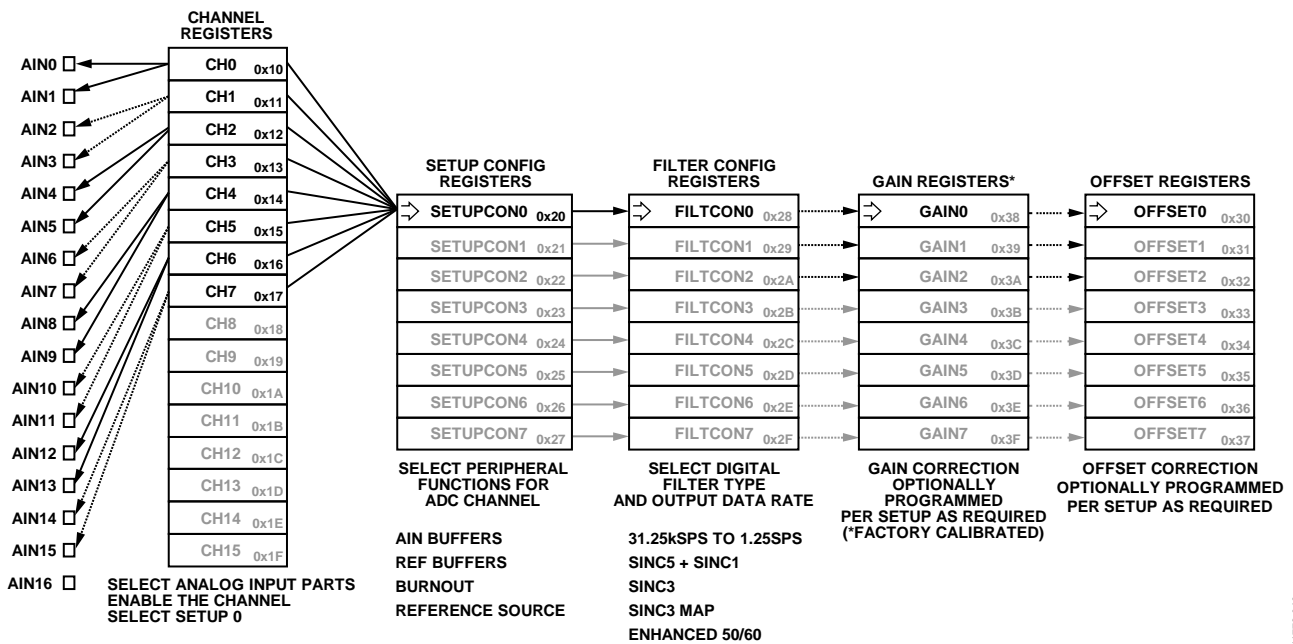 CHANNEL
REGISTERS
AIN0
AIN1
AIN2
AIN3
AIN4
AIN5
AIN6
AIN7
AIN8
AIN9
AIN10
AIN11
AIN12
AIN13
AIN14
AIN15
AIN16
CH0 0x10
CH1 0x11
CH2 0x12
CH3 0x13
CH4 0x14
CH5 0x15
CH6 0x16
CH7 0x17
CH8 0x18
CH9 0x19
CH10 0x1A
CH11 0x1B
CH12 0x1C
CH13 0x1D
CH14 0x1E
CH15 0x1F
SELECT ANALOG INPUT PARTS
ENABLE THE CHANNEL
SELECT SETUP 0
SETUP CONFIG
REGISTERS
SETUPCON0 0x20
SETUPCON1 0x21
SETUPCON2 0x22
SETUPCON3 0x23
SETUPCON4 0x24
SETUPCON5 0x25
SETUPCON6 0x26
SETUPCON7 0x27
SELECT PERIPHERAL
FUNCTIONS FOR
ADC CHANNEL
AIN BUFFERS
REF BUFFERS
BURNOUT
REFERENCE SOURCE
FILTER CONFIG
REGISTERS
FILTCON0 0x28
FILTCON1 0x29
FILTCON2 0x2A
FILTCON3 0x2B
FILTCON4 0x2C
FILTCON5 0x2D
FILTCON6 0x2E
FILTCON7 0x2F
SELECT DIGITAL
FILTER TYPE
AND OUTPUT DATA RATE
31.25kSPS TO 1.25SPS
SINC5 + SINC1
SINC3
SINC3 MAP
ENHANCED 50/60
GAIN REGISTERS*
GAIN0 0x38
GAIN1 0x39
GAIN2 0x3A
GAIN3 0x3B
GAIN4 0x3C
GAIN5 0x3D
GAIN6 0x3E
GAIN7 0x3F
GAIN CORRECTION
OPTIONALLY
PROGRAMMED
PER SETUP AS REQUIRED
(*FACTORY CALIBRATED)
OFFSET REGISTERS
OFFSET0 0x30
OFFSET1 0x31
OFFSET2 0x32
OFFSET3 0x33
OFFSET4 0x34
OFFSET5 0x35
OFFSET6 0x36
OFFSET7 0x37
OFFSET CORRECTION
OPTIONALLY PROGRAMMED
PER SETUP AS REQUIRED